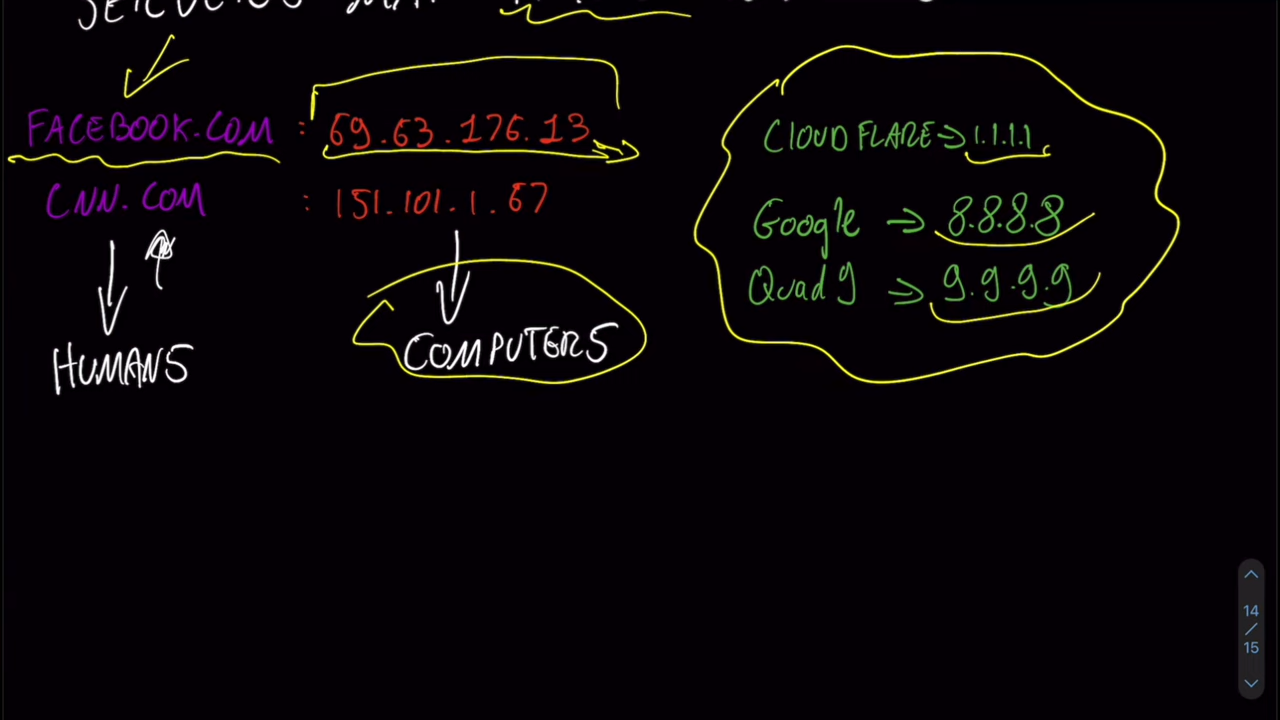 FACEBOOK.COM : 69.63.176.13
CNN.COM : 151.101.1.67
HUMANS
COMPUTERS
CLOUDFLARE => 1.1.1.1
Google => 8.8.8.8
Quad9 => 9.9.9.9
14
/
15